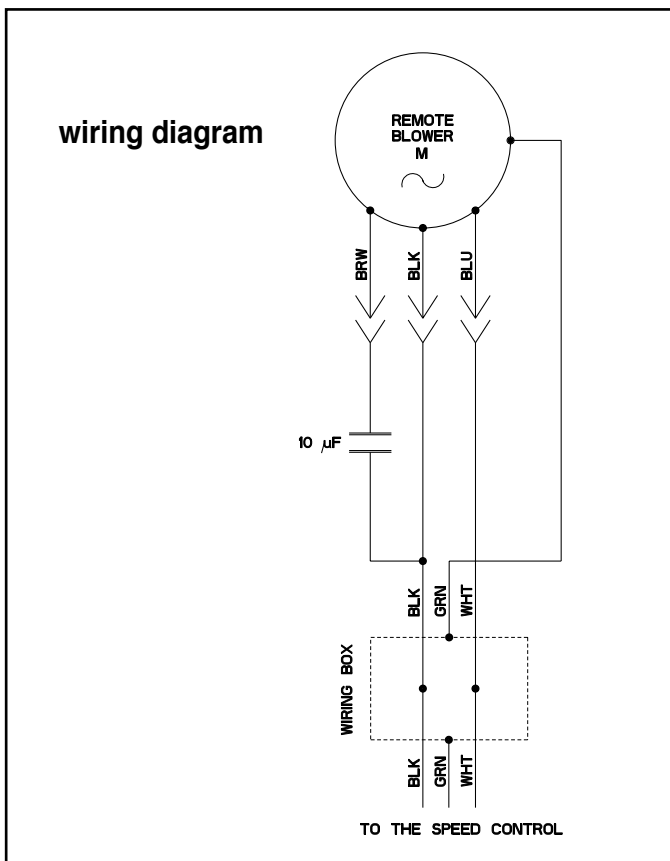 wiring diagram
REMOTE
BLOWER
M
BRW
BLK
BLU
10 µF
BLK
GRN
WHT
WIRING BOX
BLK
GRN
WHT
TO THE SPEED CONTROL